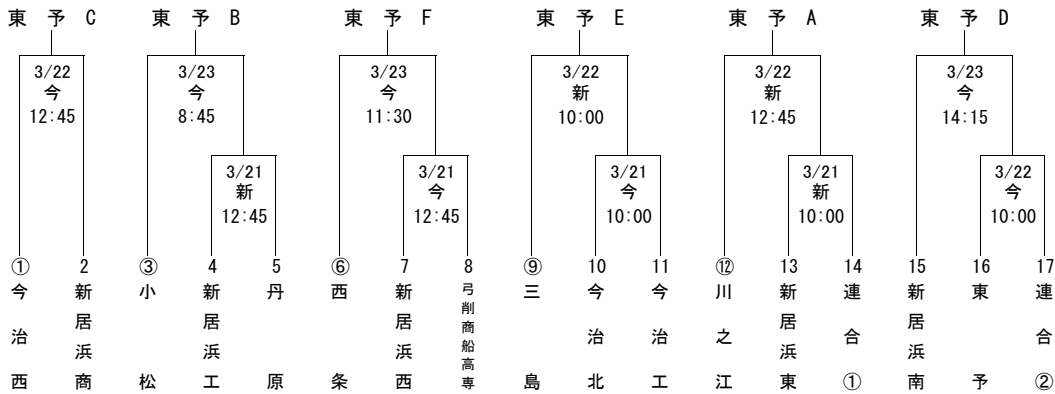 東 予 C
東 予 B
東 予 F
東 予 E
東 予 A
東 予 D
3/22
今
12:45
3/23
今
8:45
3/23
今
11:30
3/22
新
10:00
3/22
新
12:45
3/23
今
14:15
3/21
新
12:45
3/21
今
12:45
3/21
今
10:00
3/21
新
10:00
3/22
今
10:00
①
今治西
2
新居浜商
③
小松
4
新居浜工
5
丹原
⑥
西条
7
新居浜西
8
弓削商船高専
⑨
三島
10
今治北
11
今治工
⑫
川之江
13
新居浜東
14
連合①
15
新居浜南
16
東予
17
連合②